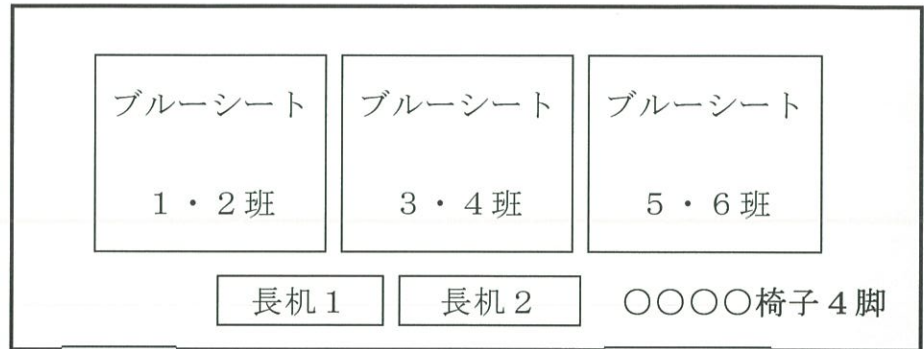 ブルーシート
1・2班
ブルーシート
3・4班
ブルーシート
5・6班
長机1
長机2
○○○○椅子4脚